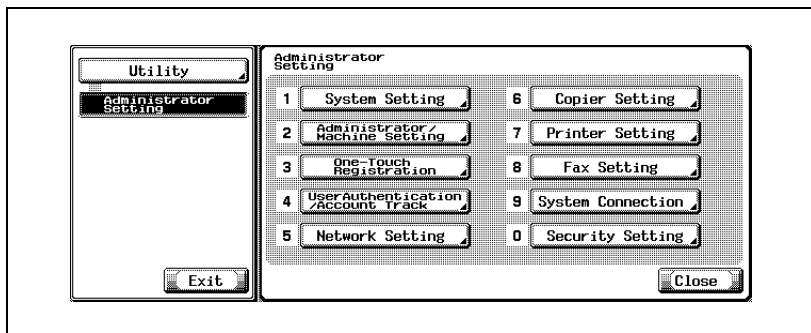 Utility
Administrator
Setting
Exit
Administrator
Setting
1 System Setting
2 Administrator/
Machine Setting
3 One-Touch
Registration
4 UserAuthentication
/Account Track
5 Network Setting
6 Copier Setting
7 Printer Setting
8 Fax Setting
9 System Connection
0 Security Setting
Close